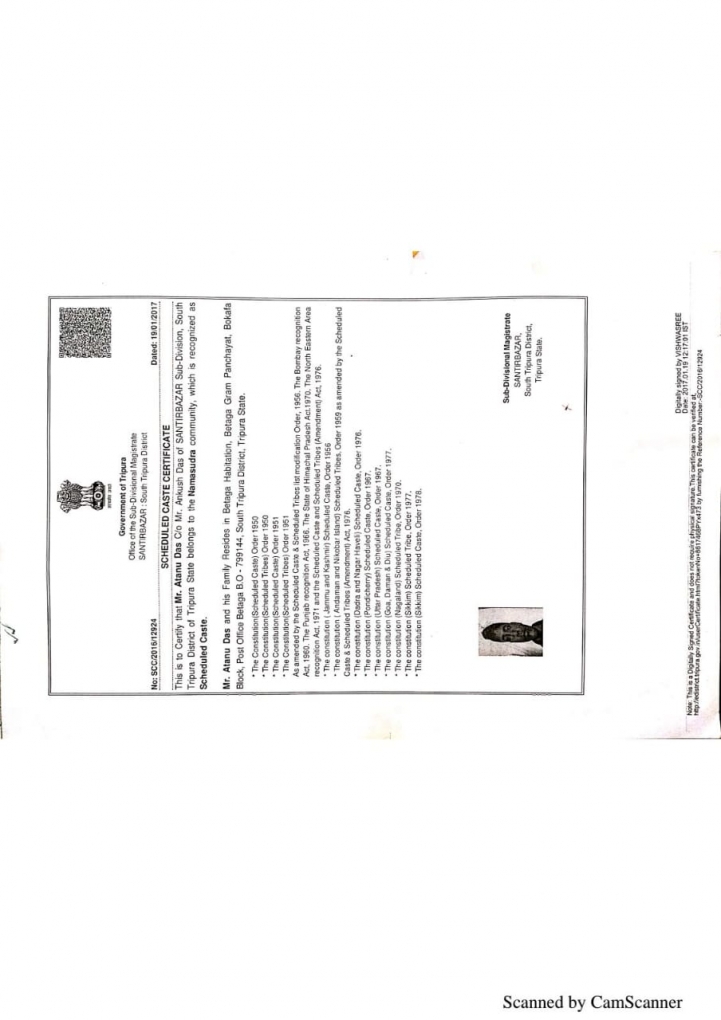 Government of Tripura
Office of the Sub-Divisional Magistrate
SANTIRBAZAR : South Tripura District
No: SCC/2016/12924 Dated: 19/01/2017
SCHEDULED CASTE CERTIFICATE
This is to Certify that Mr. Atanu Das C/o Mr. Ankush Das of SANTIRBAZAR Sub-Division, South
Tripura District of Tripura State belongs to the Namasudra community, which is recognized as
Scheduled Caste.
Mr. Atanu Das and his Family Resides in Betaga Habitation, Betaga Gram Panchayat, Bokafa
Block, Post Office Betaga B.O - 799144, South Tripura District, Tripura State.
* The Constitution(Scheduled Caste) Order 1950
* The Constitution(Scheduled Tribes) Order 1950
* The Constitution(Scheduled Caste) Order 1951
* The Constitution(Scheduled Tribes) Order 1951
As amended by the Scheduled Caste & Scheduled Tribes list modification Order, 1956. The Bombay recognition
Act, 1960. The Punjab recognition Act, 1966. The State of Himachal Pradesh Act,1970. The North Eastern Area
recognition Act, 1971 and the Scheduled Caste and Scheduled Tribes (Amendment) Act, 1976.
* The constitution ( Jammu and Kashmir) Scheduled Caste, Order 1956
* The constitution ( Andaman and Nikobar Island) Scheduled Tribes, Order 1959 as amended by the Scheduled
Caste & Scheduled Tribes (Amendment) Act, 1976.
* The constitution (Dadra and Nagar Haveli) Scheduled Caste, Order 1976.
* The constitution (Pondicherry) Scheduled Caste, Order 1967.
* The constitution (Utter Pradesh) Scheduled Caste, Order 1967.
* The constitution (Goa, Daman & Diu) Scheduled Caste, Order 1977.
* The constitution (Nagaland) Scheduled Tribe, Order 1970.
* The constitution (Sikkim) Scheduled Tribe, Order 1977.
* The constitution (Sikkim) Scheduled Caste, Order 1978.
Sub-Divisional Magistrate
SANTIRBAZAR,
South Tripura District,
Tripura State.
Digitally signed by VISHWASREE
Date: 2017.01.19 12:17:01 IST
Note: This is a Digitally Signed Certificate and does not require physical signature.This certificate can be verified at
by furnishing the Reference Number:-SCC/2016/12924
Scanned by CamScanner